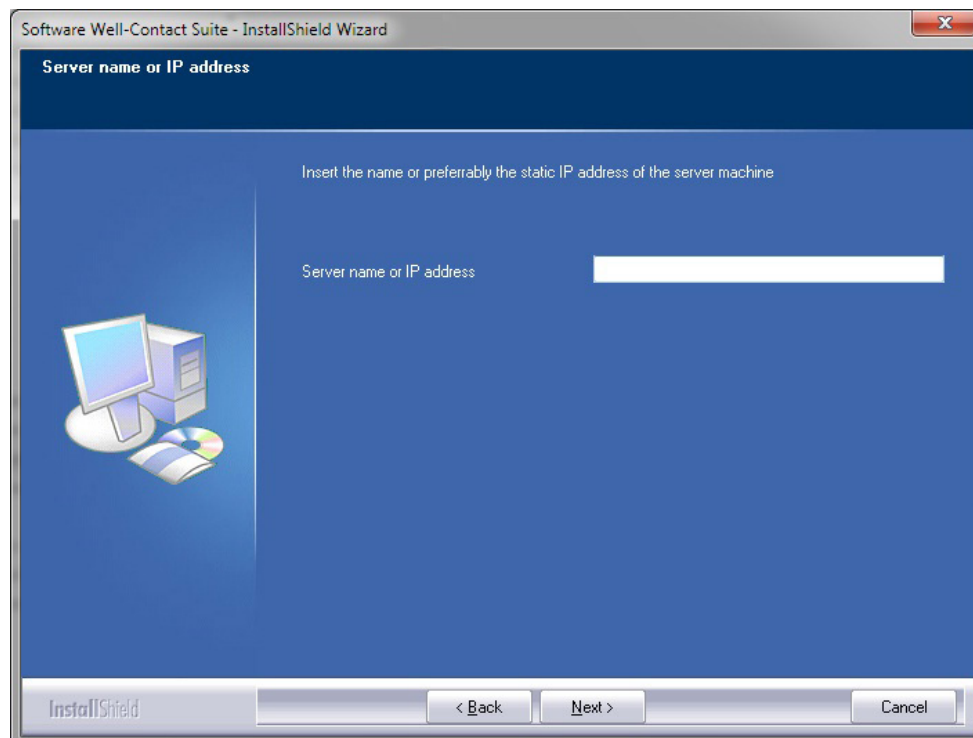 Software Well-Contact Suite - InstallShield Wizard
Server name or IP address
Insert the name or preferrably the static IP address of the server machine
Server name or IP address
InstallShield
< Back
Next >
Cancel